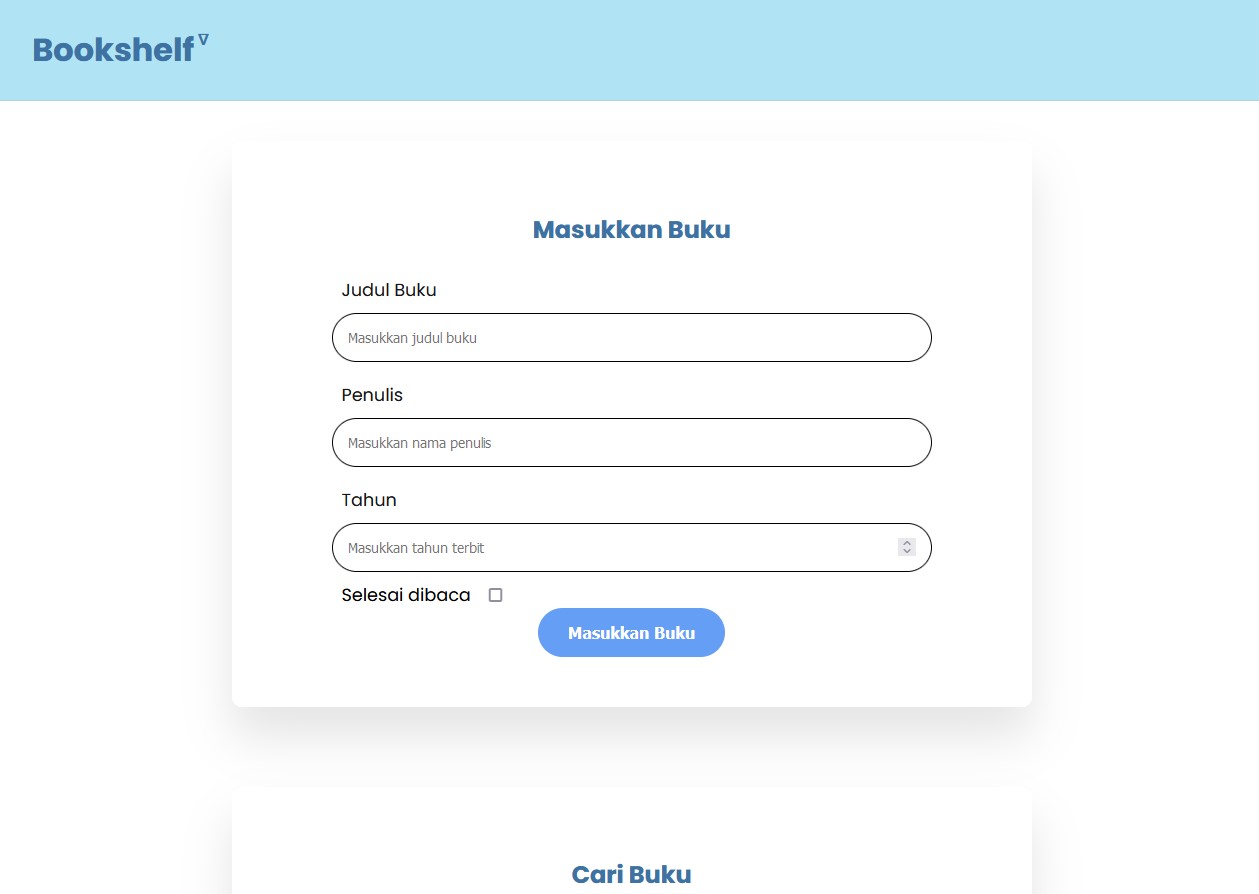 Bookshelf ∇
Masukkan Buku
Judul Buku
Masukkan judul buku
Penulis
Masukkan nama penulis
Tahun
Masukkan tahun terbit
Selesai dibaca
Masukkan Buku
Cari Buku